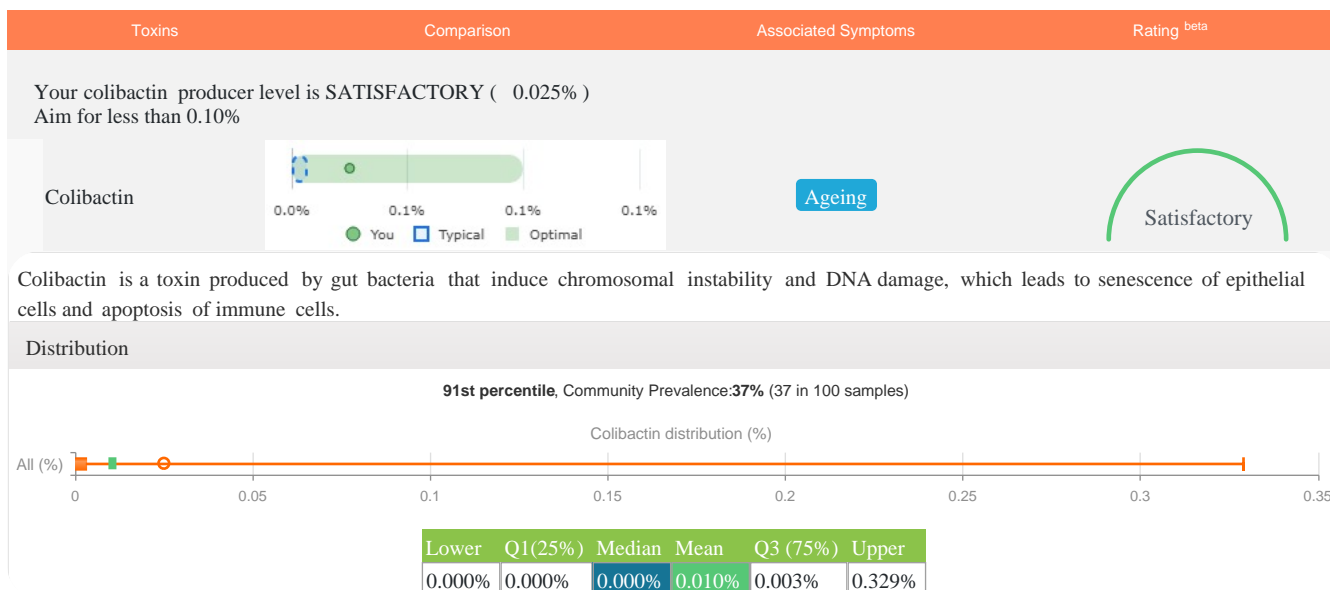 Toxins Comparison Associated Symptoms Rating beta
Your colibactin producer level is SATISFACTORY ( 0.025% )
Aim for less than 0.10%
Colibactin
0.0% 0.1% 0.1% 0.1%
You Typical Optimal
Ageing
Satisfactory
Colibactin is a toxin produced by gut bacteria that induce chromosomal instability and DNA damage, which leads to senescence of epithelial
cells and apoptosis of immune cells.
Distribution
91st percentile, Community Prevalence:37% (37 in 100 samples)
Colibactin distribution (%)
All (%)
0 0.05 0.1 0.15 0.2 0.25 0.3 0.35
Lower Q1(25%) Median Mean Q3 (75%) Upper
0.000% 0.000% 0.000% 0.010% 0.003% 0.329%